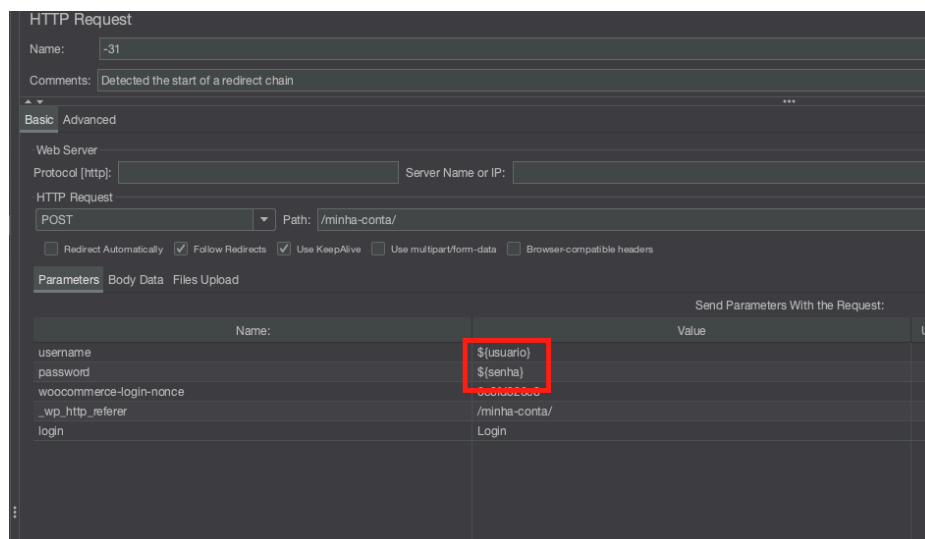 HTTP Request
Name: -31
Comments: Detected the start of a redirect chain
Basic Advanced
Web Server
Protocol [http]: Server Name or IP:
HTTP Request
POST Path: /minha-conta/
Redirect Automatically Follow Redirects Use KeepAlive Use multipart/form-data Browser-compatible headers
Parameters Body Data Files Upload
Send Parameters With the Request:
Name: Value
username ${usuario}
password ${senha}
woocommerce-login-nonce
_wp_http_referer /minha-conta/
login Login